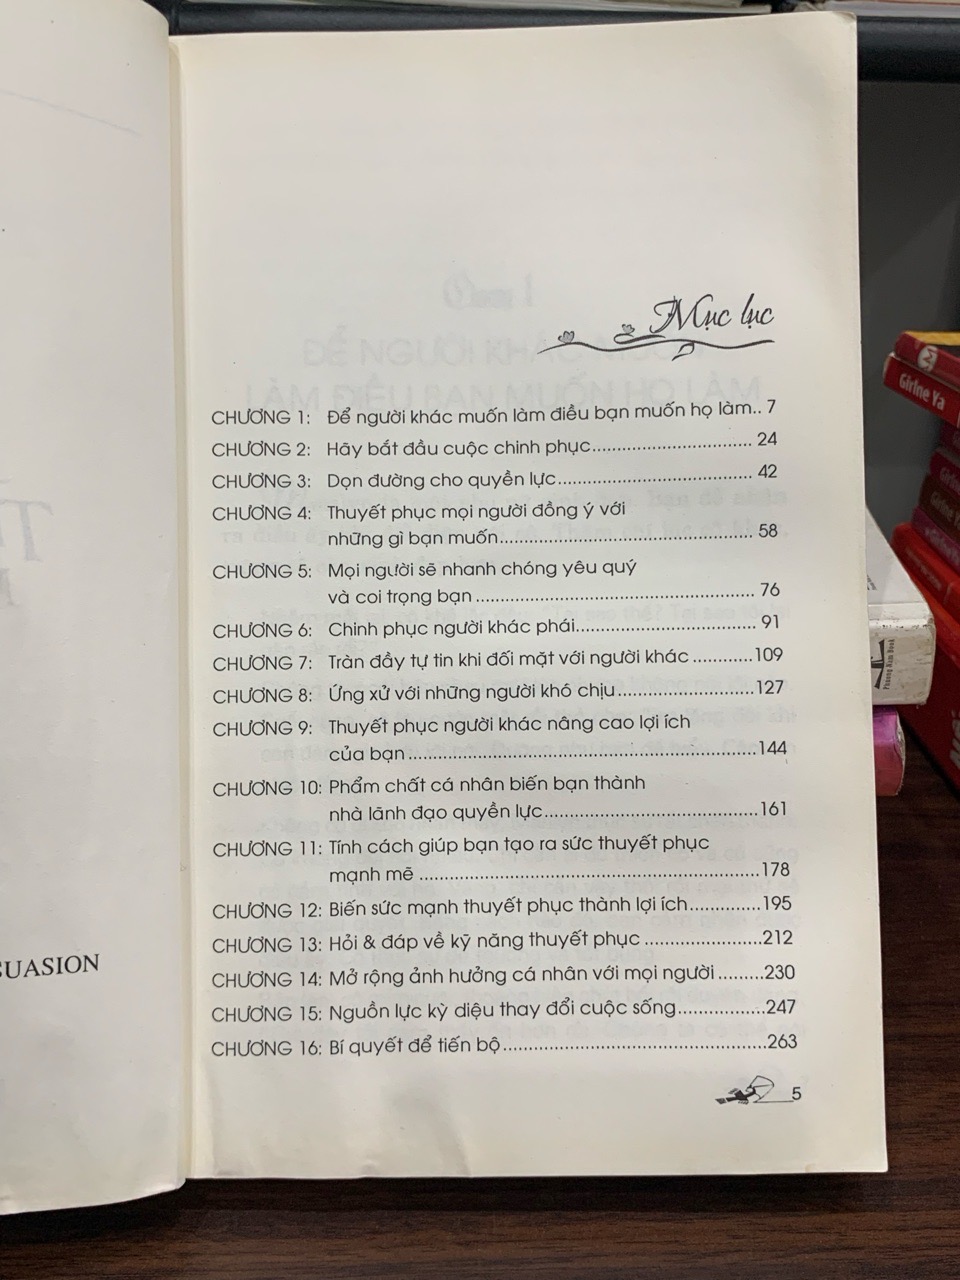 Mục lục
CHƯƠNG 1: Để người khác muốn làm điều bạn muốn họ làm.. 7
CHƯƠNG 2: Hãy bắt đầu cuộc chinh phục................................ 24
CHƯƠNG 3: Dọn đường cho quyền lực....................................... 42
CHƯƠNG 4: Thuyết phục mọi người đồng ý với
những gì bạn muốn................................................... 58
CHƯƠNG 5: Mọi người sẽ nhanh chóng yêu quý
và coi trọng bạn ........................................................ 76
CHƯƠNG 6: Chinh phục người khác phái.................................... 91
CHƯƠNG 7: Tràn đầy tự tin khi đối mặt với người khác ............109
CHƯƠNG 8: Ứng xử với những người khó chịu............................127
CHƯƠNG 9: Thuyết phục người khác nâng cao lợi ích
của bạn......................................................................144
CHƯƠNG 10: Phẩm chất cá nhân biến bạn thành
nhà lãnh đạo quyền lực...........................................161
CHƯƠNG 11: Tính cách giúp bạn tạo ra sức thuyết phục
mạnh mẽ ....................................................................178
CHƯƠNG 12: Biến sức mạnh thuyết phục thành lợi ích..............195
CHƯƠNG 13: Hỏi & đáp về kỹ năng thuyết phục .......................212
CHƯƠNG 14: Mở rộng ảnh hưởng cá nhân với mọi người .........230
CHƯƠNG 15: Nguồn lực kỳ diệu thay đổi cuộc sống..................247
CHƯƠNG 16: Bí quyết để tiến bộ.....................................................263
5
SUASION
Girine Ya
Phuong Nam Book